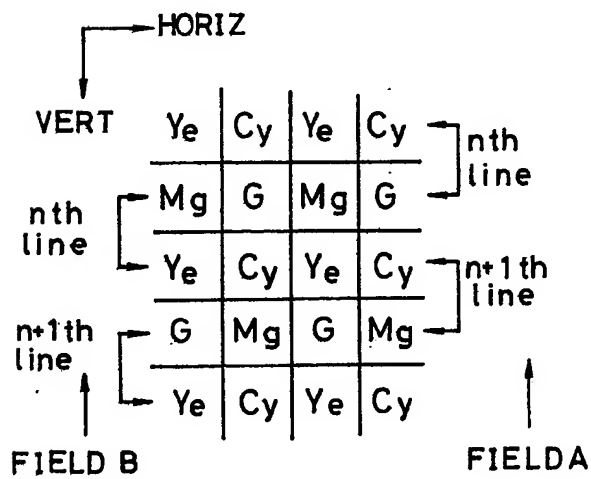 HORIZ
VERT
Ye Cy Ye Cy
nth
line
Mg G Mg G
nth
line
Ye Cy Ye Cy
n+1th
line
n+1th
line
G Mg G Mg
Ye Cy Ye Cy
FIELD B
FIELD A